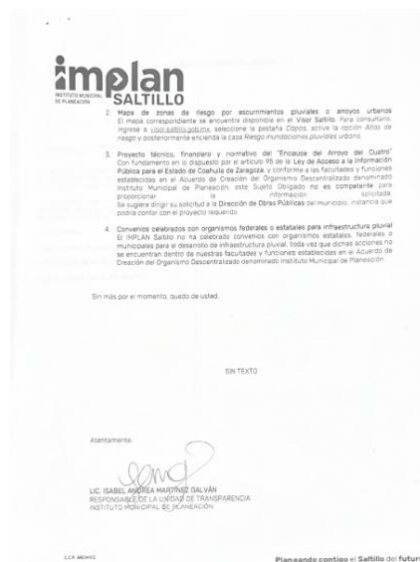 implan
INSTITUTO MUNICIPAL
DE PLANEACIÓN
SALTILLO
2. Mapa de zonas de riesgo por escurrimientos pluviales o arroyos urbanos
El mapa correspondiente se encuentra disponible en el Visor Saltillo. Para consultarlo,
ingrese a visor.saltillo.gob.mx, seleccione la pestaña Capas, active la opción Atlas de
riesgo y posteriormente encienda la capa Riesgo inundaciones pluviales urbano.
3. Proyecto técnico, financiero y normativo del "Encauce del Arroyo del Cuatro"
Con fundamento en lo dispuesto por el artículo 95 de la Ley de Acceso a la Información
Pública para el Estado de Coahuila de Zaragoza, y conforme a las facultades y funciones
establecidas en el Acuerdo de Creación del Organismo Descentralizado denominado
Instituto Municipal de Planeación, este Sujeto Obligado no es competente para
proporcionar la información solicitada.
Se sugiere dirigir su solicitud a la Dirección de Obras Públicas del municipio, instancia que
podría contar con el proyecto requerido.
4. Convenios celebrados con organismos federales o estatales para infraestructura pluvial
El IMPLAN Saltillo no ha celebrado convenios con organismos estatales, federales o
municipales para el desarrollo de infraestructura pluvial, toda vez que dichas acciones no
se encuentran dentro de nuestras facultades y funciones establecidas en el Acuerdo de
Creación del Organismo Descentralizado denominado Instituto Municipal de Planeación.
Sin más por el momento, quedo de usted.
SIN TEXTO
Atentamente,
LIC. ISABEL ANDREA MARTÍNEZ GALVÁN
RESPONSABLE DE LA UNIDAD DE TRANSPARENCIA
INSTITUTO MUNICIPAL DE PLANEACIÓN
C.C.P. ARCHIVO
Planeando contigo el Saltillo del futuro